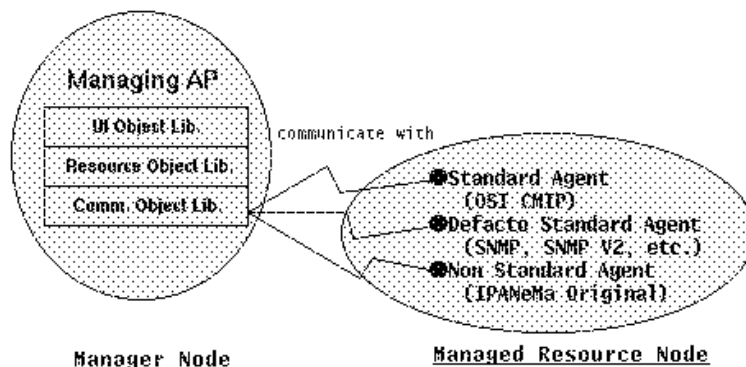 Managing AP
UI Object Lib.
Resource Object Lib.
Comm. Object Lib.
communicate with
Standard Agent
(OSI CMIP)
Defacto Standard Agent
(SNMP, SNMP V2, etc.)
Non Standard Agent
(IPANeMa Original)
Manager Node
Managed Resource Node